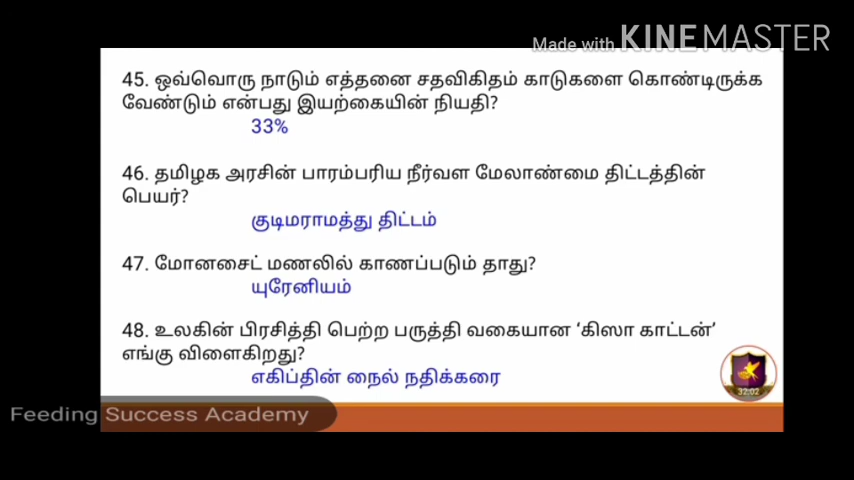 Made with KINEMASTER
45. ஒவ்வொரு நாடும் எத்தனை சதவிகிதம் காடுகளை கொண்டிருக்க
வேண்டும் என்பது இயற்கையின் நியதி?
33%
46. தமிழக அரசின் பாரம்பரிய நீர்வள மேலாண்மை திட்டத்தின்
பெயர்?
குடிமராமத்து திட்டம்
47. மோனசைட் மணலில் காணப்படும் தாது?
யுரேனியம்
48. உலகின் பிரசித்தி பெற்ற பருத்தி வகையான ‘கிஸா காட்டன்’
எங்கு விளைகிறது?
எகிப்தின் நைல் நதிக்கரை
32:02
Feeding Success Academy